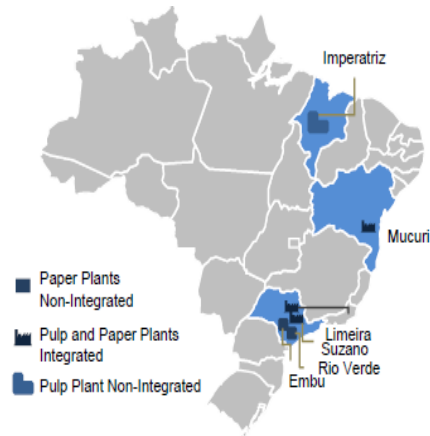 Imperatriz
Mucuri
Paper Plants
Non-Integrated
Pulp and Paper Plants
Integrated
Pulp Plant Non-Integrated
Limeira
Suzano
Rio Verde
Embu